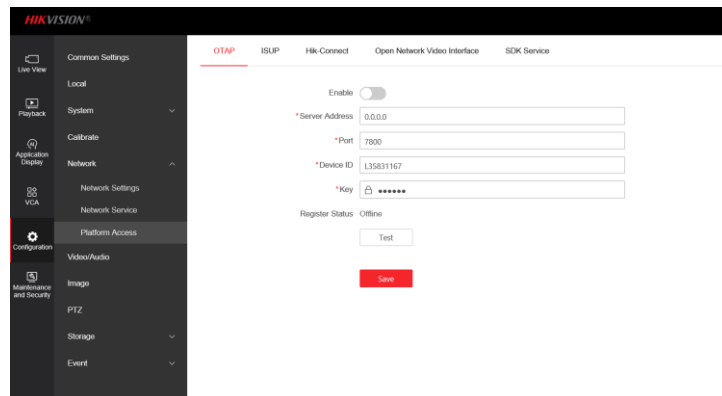 HIKVISION®
Live View
Playback
Application
Display
VCA
Configuration
Maintenance
and Security
Common Settings
Local
System
Calibrate
Network
Network Settings
Network Service
Platform Access
Video/Audio
Image
PTZ
Storage
Event
OTAP ISUP Hik-Connect Open Network Video Interface SDK Service
Enable
*Server Address 0.0.0.0
*Port 7800
*Device ID L35831167
*Key ●●●●●●
Register Status Offline
Test
Save